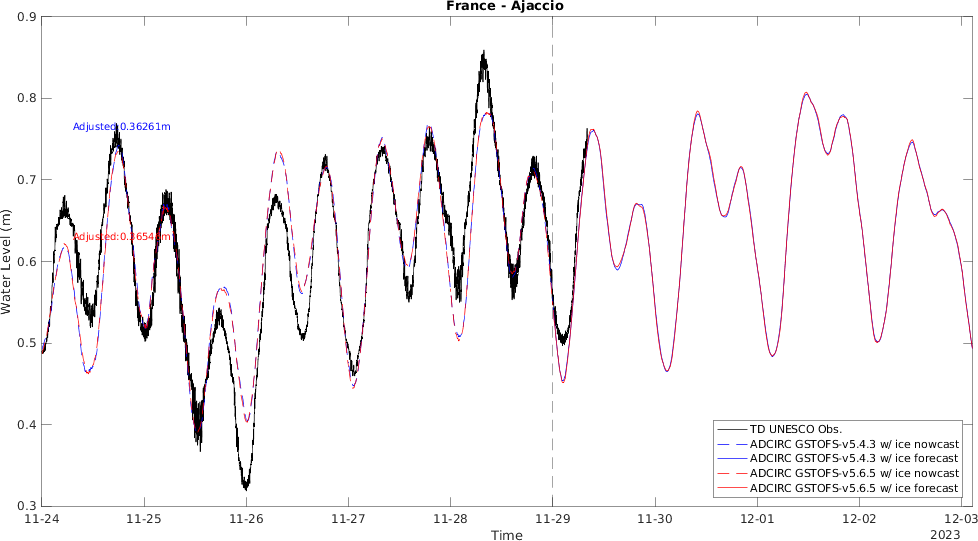 France - Ajaccio
0.9
0.8
0.7
0.6
0.5
0.4
0.3
Water Level (m)
Adjusted:0.36261m
TD UNESCO Obs.
ADCIRC GSTOFS-v5.4.3 w/ ice nowcast
ADCIRC GSTOFS-v5.4.3 w/ ice forecast
ADCIRC GSTOFS-v5.6.5 w/ ice nowcast
ADCIRC GSTOFS-v5.6.5 w/ ice forecast
11-24 11-25 11-26 11-27 11-28 11-29 11-30 12-01 12-02 12-03
Time
2023